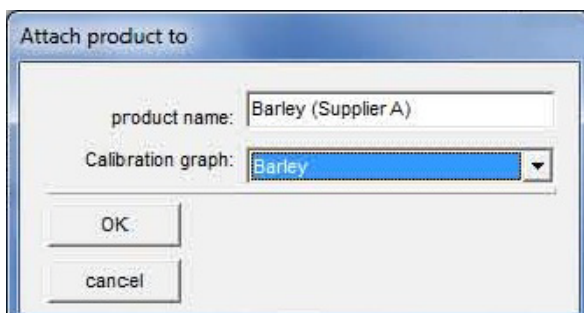 Attach product to
product name: Barley (Supplier A)
Calibration graph: Barley
OK
cancel